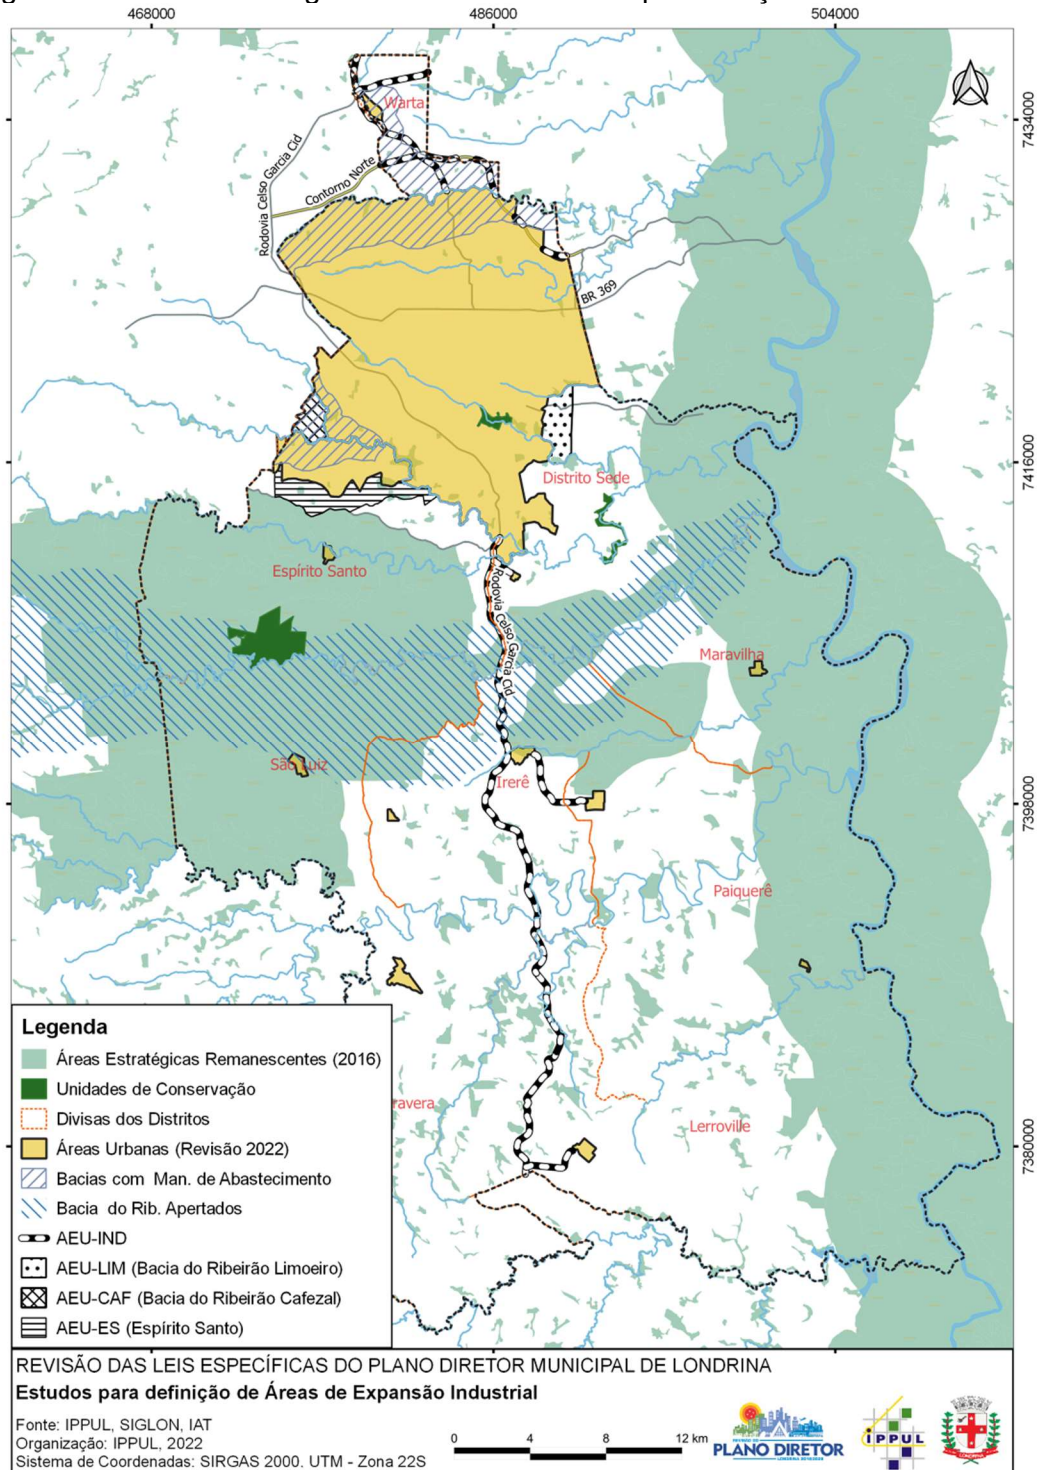 468000
486000
504000
7434000
Warta
Rodovia Celso Garcia Cid
Contorno Norte
BR 369
7416000
Distrito Sede
Espírito Santo
Rodovia Celso Garcia Cid
Maravilha
São Luiz
Irerê
7398000
Paiquerê
ravera
Lerroville
7380000
Legenda
Áreas Estratégicas Remanescentes (2016)
Unidades de Conservação
Divisas dos Distritos
Áreas Urbanas (Revisão 2022)
Bacias com Man. de Abastecimento
Bacia do Rib. Apertados
AEU-IND
AEU-LIM (Bacia do Ribeirão Limoeiro)
AEU-CAF (Bacia do Ribeirão Cafezal)
AEU-ES (Espírito Santo)
REVISÃO DAS LEIS ESPECÍFICAS DO PLANO DIRETOR MUNICIPAL DE LONDRINA
Estudos para definição de Áreas de Expansão Industrial
Fonte: IPPUL, SIGLON, IAT
Organização: IPPUL, 2022
Sistema de Coordenadas: SIRGAS 2000. UTM - Zona 22S
0 4 8 12 km
PLANO DIRETOR
IPPUL